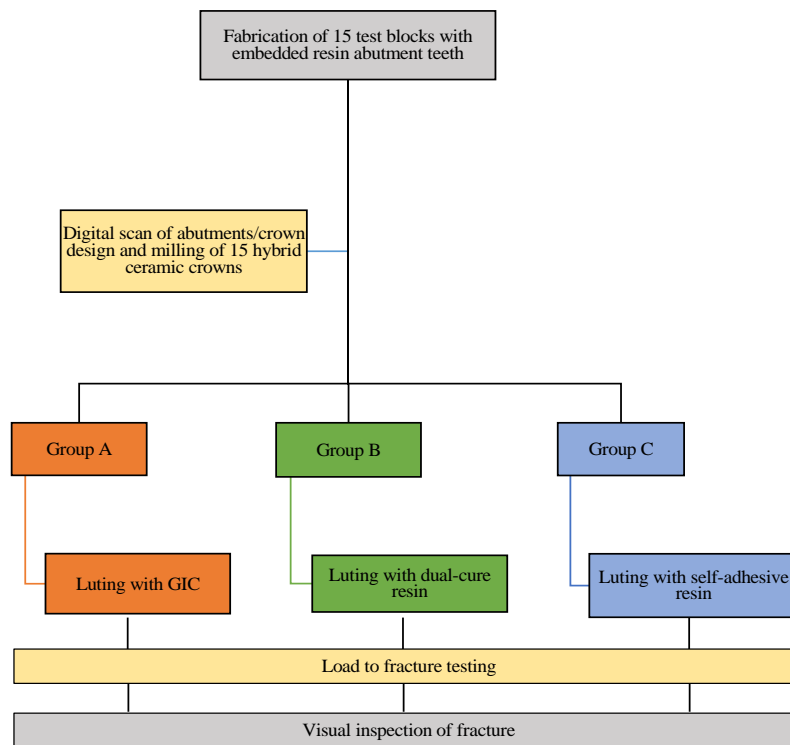 Fabrication of 15 test blocks with
embedded resin abutment teeth
Digital scan of abutments/crown
design and milling of 15 hybrid
ceramic crowns
Group A
Group B
Group C
Luting with GIC
Luting with dual-cure
resin
Luting with self-adhesive
resin
Load to fracture testing
Visual inspection of fracture